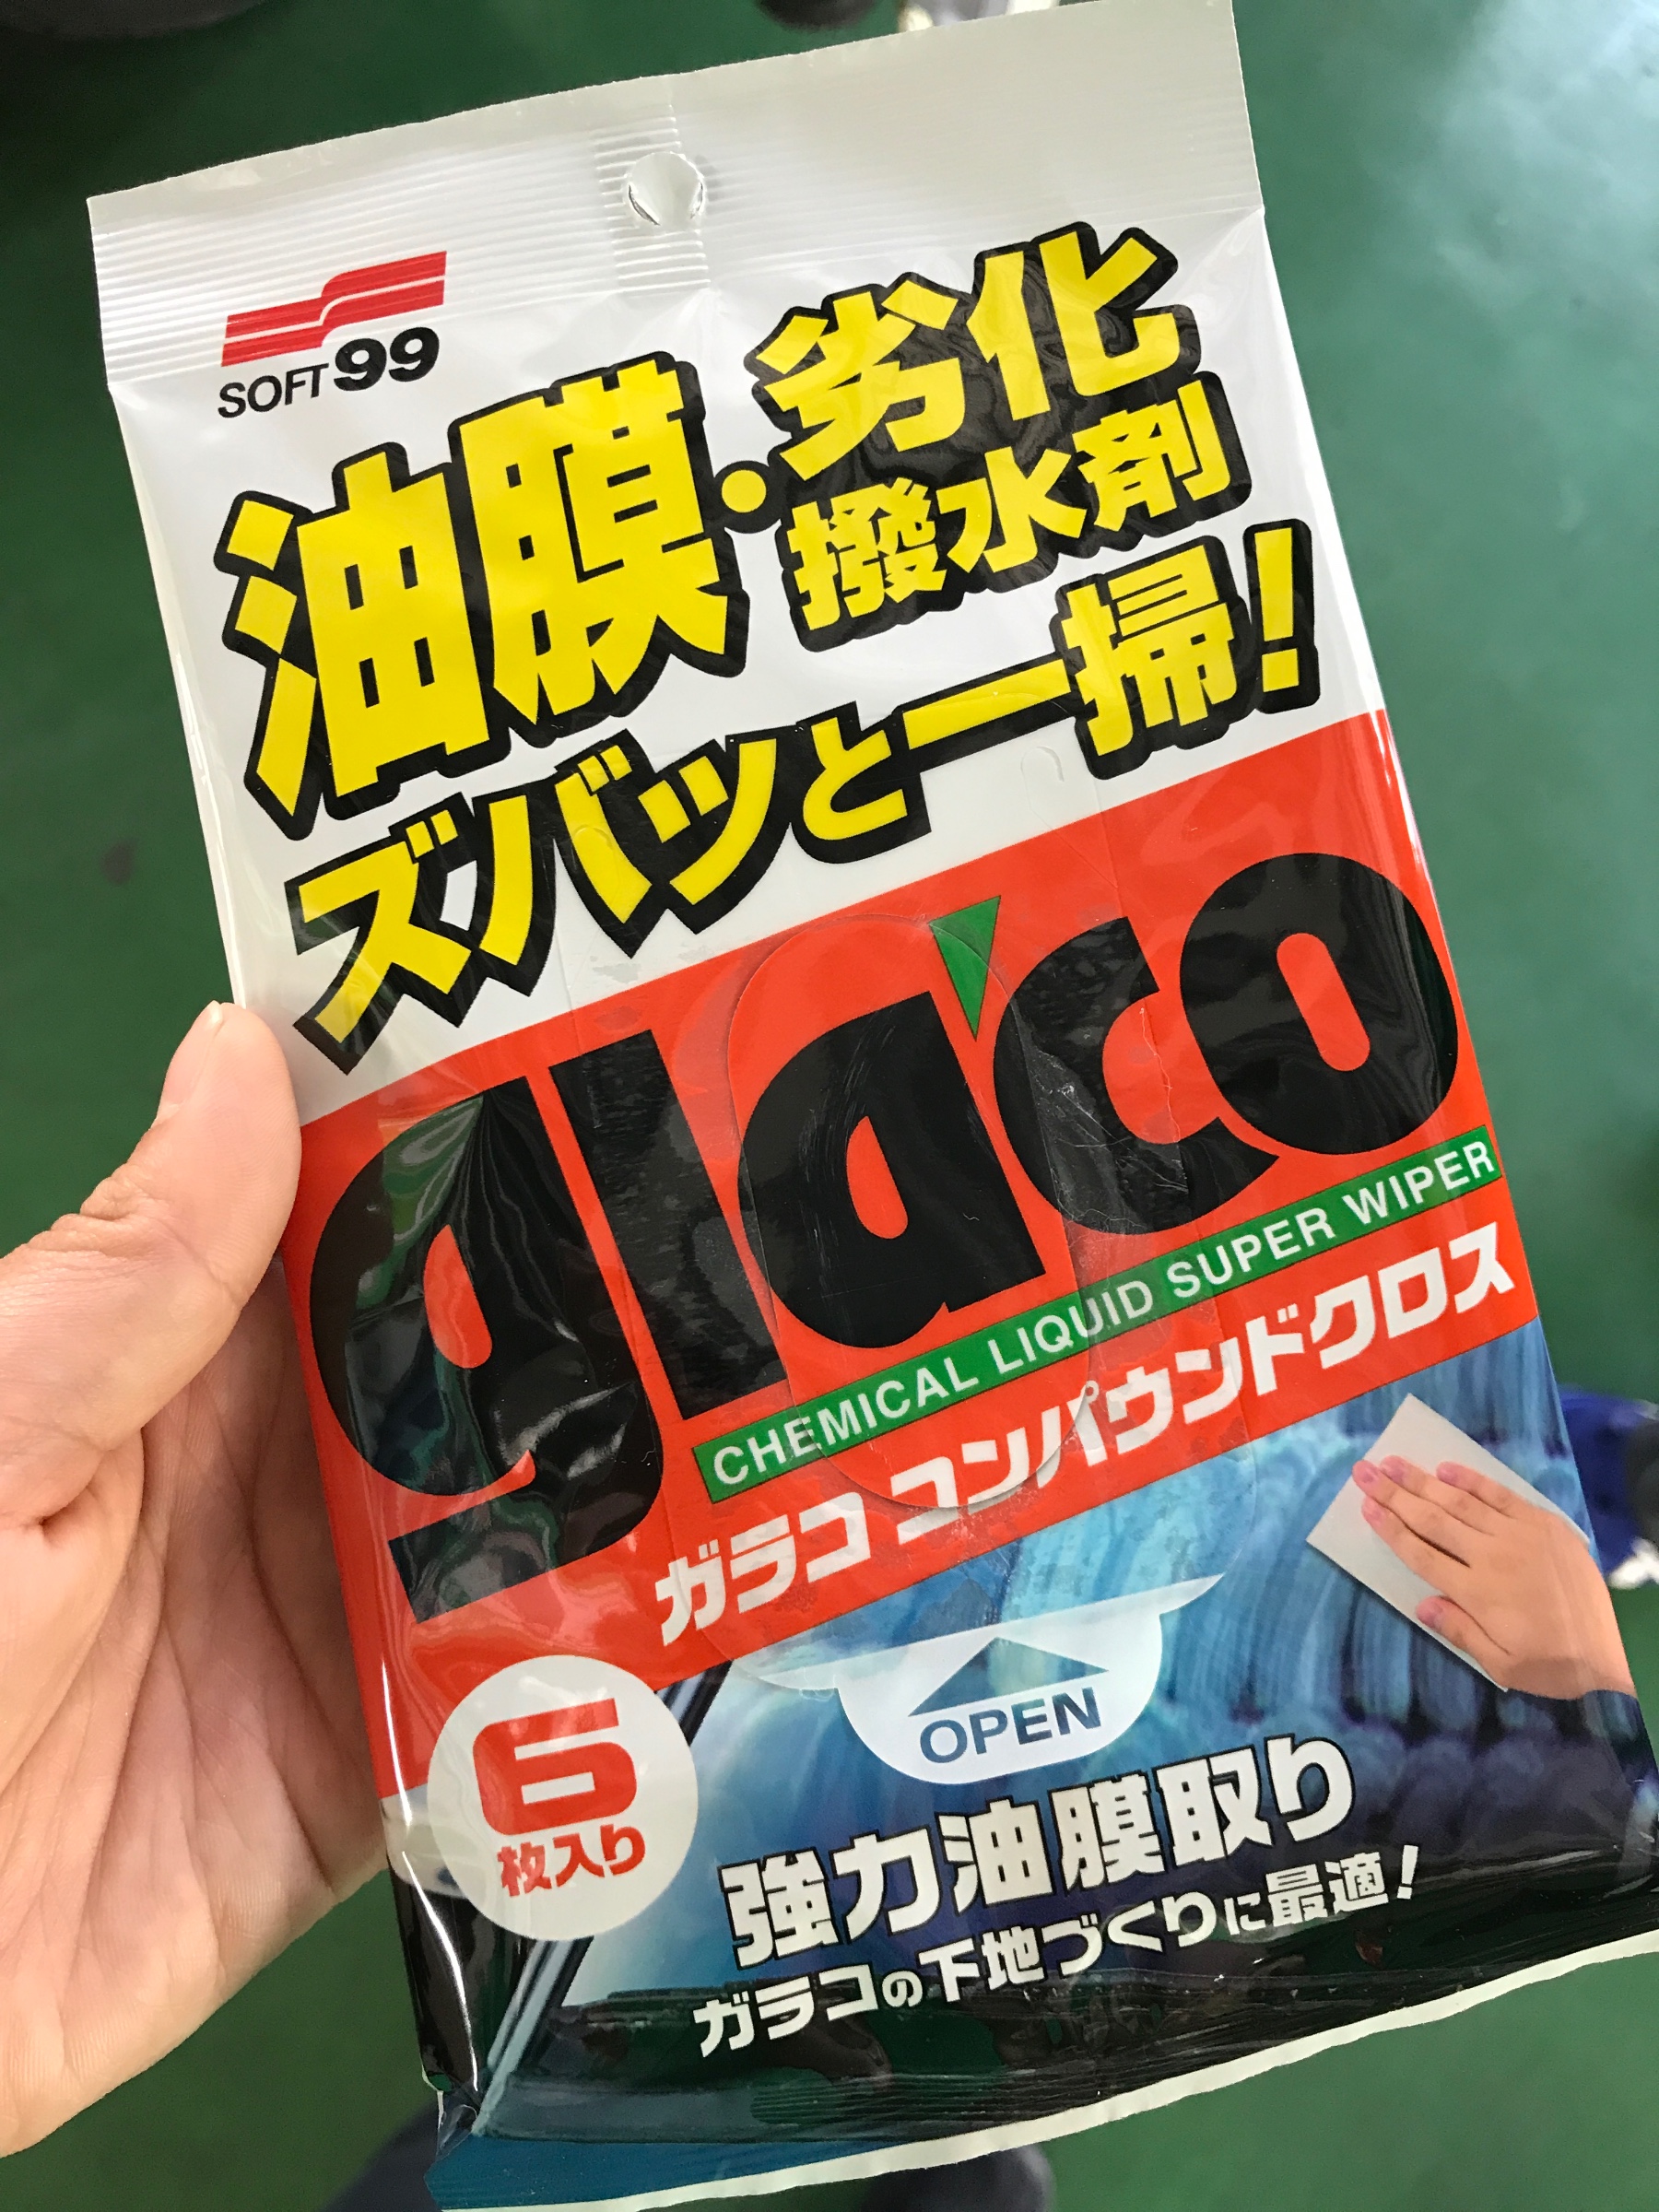 SOFT99
油膜・劣化
撥水剤
ズバッと一掃!
glaco
CHEMICAL LIQUID SUPER WIPER
ガラコ コンパウンドクロス
OPEN
6
枚入り
強力油膜取り
ガラコの下地づくりに最適!